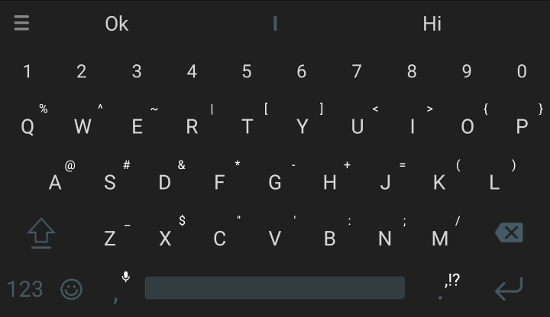 Ok I Hi
1 2 3 4 5 6 7 8 9 0
% ^ ~ | [ ] < > { }
Q W E R T Y U I O P
@ # & * - + = ( )
A S D F G H J K L
_ $ " ' : ; /
Z X C V B N M
,!?
123 , .